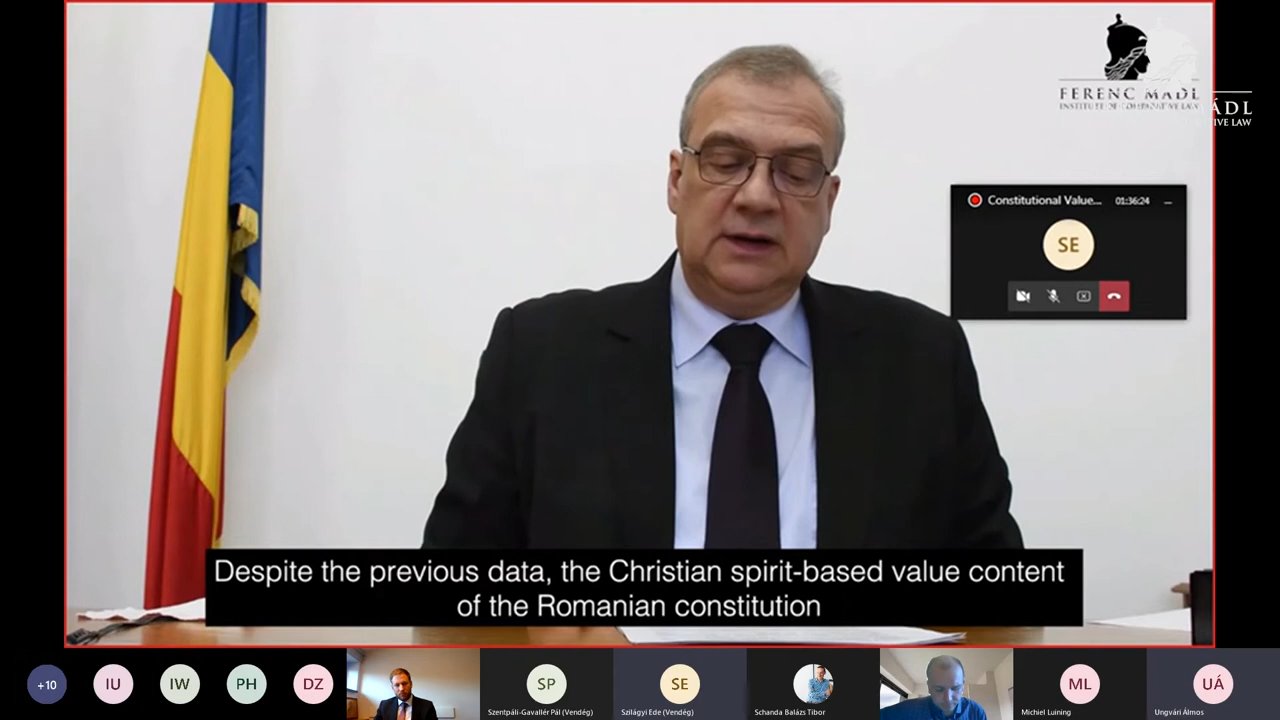 FERENC MÁDL
INSTITUTE OF COMPARATIVE LAW
ÁDL
IVE LAW
Constitutional Value...
01:36:24
SE
Despite the previous data, the Christian spirit-based value content
of the Romanian constitution
+10
IU
IW
PH
DZ
SP
Szentpáli-Gavallér Pál (Vendég)
SE
Szilágyi Ede (Vendég)
Schanda Balázs Tibor
ML
Michiel Luining
UÁ
Ungvári Álmos